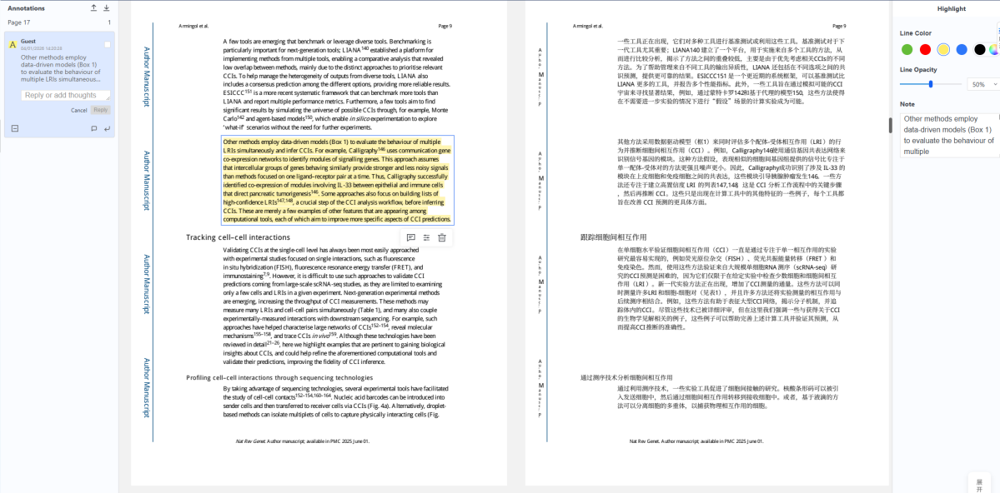 Annotations
Page 17
1
A
Guest
04/01/2026 14:20:28
Other methods employ
data-driven models (Box 1)
to evaluate the behaviour of
multiple LRIs simultaneous...
Reply or add thoughts
Cancel
Reply
Armingol et al.
Page 9
Author Manuscript
A few tools are emerging that benchmark or leverage diverse tools. Benchmarking is
particularly important for next-generation tools; LIANA140 established a platform for
implementing methods from multiple tools, enabling a comparative analysis that revealed
low overlap between methods, mainly due to the distinct approaches to prioritise relevant
CCIs. To help manage the heterogeneity of outputs from diverse tools, LIANA also
includes a consensus prediction among the different options, providing more reliable results.
ESICCC151 is a more recent systematic framework that can benchmark more tools than
LIANA and report multiple performance metrics. Furthermore, a few tools aim to find
significant results by simulating the universe of possible CCIs through, for example, Monte
Carlo142 and agent-based models150, which enable in silico experimentation to explore
'what-if' scenarios without the need for further experiments.
Author Manuscript
Other methods employ data-driven models (Box 1) to evaluate the behaviour of multiple
LRIs simultaneously and infer CCIs. For example, Calligraphy146 uses communication gene
co-expression networks to identify modules of signalling genes. This approach assumes
that intercellular groups of genes behaving similarly provide stronger and less noisy signals
than methods focused on one ligand–receptor pair at a time. Thus, Calligraphy successfully
identified co-expression of modules involving IL-33 between epithelial and immune cells
that direct pancreatic tumorigenesis146. Some approaches also focus on building lists of
high-confidence LRIs147,148, a crucial step of the CCI analysis workflow, before inferring
CCIs. These are merely a few examples of other features that are appearing among
computational tools, each of which aim to improve more specific aspects of CCI predictions.
Tracking cell–cell interactions
Author Manuscript
Validating CCIs at the single-cell level has always been most easily approached
with experimental studies focused on single interactions, such as fluorescence
in situ hybridization (FISH), fluorescence resonance energy transfer (FRET), and
immunostaining7,9. However, it is difficult to use such approaches to validate CCI
predictions coming from large-scale scRNA-seq studies, as they are limited to examining
only a few cells and LRIs in a given experiment. Next-generation experimental methods
are emerging, increasing the throughput of CCI measurements. These methods may
measure many LRIs and cell-cell pairs simultaneously (Table 1), and many also couple
experimentally-measured interactions with downstream sequencing. For example, such
approaches have helped characterise large networks of CCIs152–154, reveal molecular
mechanisms155–158, and trace CCIs in vivo159. Although these technologies have been
reviewed in detail21–26, here we highlight examples that are pertinent to gaining biological
insights about CCIs, and could help refine the aforementioned computational tools and
validate their predictions, improving the fidelity of CCI inference.
Author Manuscript
Profiling cell–cell interactions through sequencing technologies
By taking advantage of sequencing technologies, several experimental tools have facilitated
the study of cell-cell contacts152–154,160–164. Nucleic acid barcodes can be introduced into
sender cells and then transferred to receiver cells via CCIs (Fig. 4a). Alternatively, droplet-
based methods can isolate multiplets of cells to capture physically interacting cells (Fig.
Nat Rev Genet. Author manuscript; available in PMC 2025 June 01.
Armingol et al.
Page 9
一些工具正在出现，它们对多种工具进行基准测试或利用这些工具。基准测试对于下
一代工具尤其重要；LIANA140 建立了一个平台，用于实施来自多个工具的方法，从
而进行比较分析，揭示了方法之间的重叠较低，主要是由于优先考虑相关CCIs的不同
方法。为了帮助管理来自不同工具的输出异质性，LIANA 还包括在不同选项之间的共
识预测，提供更可靠的结果。ESICCC151 是一个更近期的系统框架，可以基准测试比
LIANA 更多的工具，并报告多个性能指标。此外，一些工具旨在通过模拟可能的CCI
宇宙来寻找显著结果，例如，通过蒙特卡罗142和基于代理的模型150，这些方法使得
在不需要进一步实验的情况下进行“假设”场景的计算实验成为可能。
其他方法采用数据驱动模型（框1）来同时评估多个配体-受体相互作用（LRI）的行
为并推断细胞间相互作用（CCI）。例如，Calligraphy146使用通信基因共表达网络来
识别信号基因的模块。这种方法假设，表现相似的细胞间基因组提供的信号比专注于
单一配体-受体对的方法更强且噪声更小。因此，Calligraphy成功识别了涉及 IL-33 的
模块在上皮细胞和免疫细胞之间的共表达，这些模块引导胰腺肿瘤发生146。一些方
法还专注于建立高置信度 LRI 的列表147,148 这是 CCI 分析工作流程中的关键步骤
，然后再推断 CCI。这些只是出现在计算工具中的其他特征的一些例子，每个工具都
旨在改善 CCI 预测的更具体方面。
跟踪细胞间相互作用
在单细胞水平验证细胞间相互作用（CCI）一直是通过专注于单一相互作用的实验
研究最容易实现的，例如荧光原位杂交（FISH）、荧光共振能量转移（FRET）和
免疫染色。然而，使用这些方法验证来自大规模单细胞RNA测序（scRNA-seq）研
究的CCI预测是困难的，因为它们仅限于在给定实验中检查少数细胞和细胞间相互
作用（LRI）。新一代实验方法正在出现，增加了CCI测量的通量。这些方法可以同
时测量许多LRI和细胞-细胞对（见表1），并且许多方法还将实验测量的相互作用与
后续测序相结合。例如，这些方法有助于表征大型CCI网络，揭示分子机制，并追
踪体内的CCI。尽管这些技术已被详细评审，但在这里我们强调一些与获得关于CCI
的生物学见解相关的例子，这些例子可以帮助完善上述计算工具并验证其预测，从
而提高CCI推断的准确性。
通过测序技术分析细胞间相互作用
通过利用测序技术，一些实验工具促进了细胞间接触的研究。核酸条形码可以被引
入发送细胞中，然后通过细胞间相互作用转移到接收细胞中。或者，基于液滴的方
法可以分离细胞的多重体，以捕获物理相互作用的细胞。
Nat Rev Genet. Author manuscript; available in PMC 2025 June 01.
Highlight
Line Color
Line Opacity
50%
Note
Other methods employ
data-driven models (Box 1)
to evaluate the behaviour of
multiple
展
开